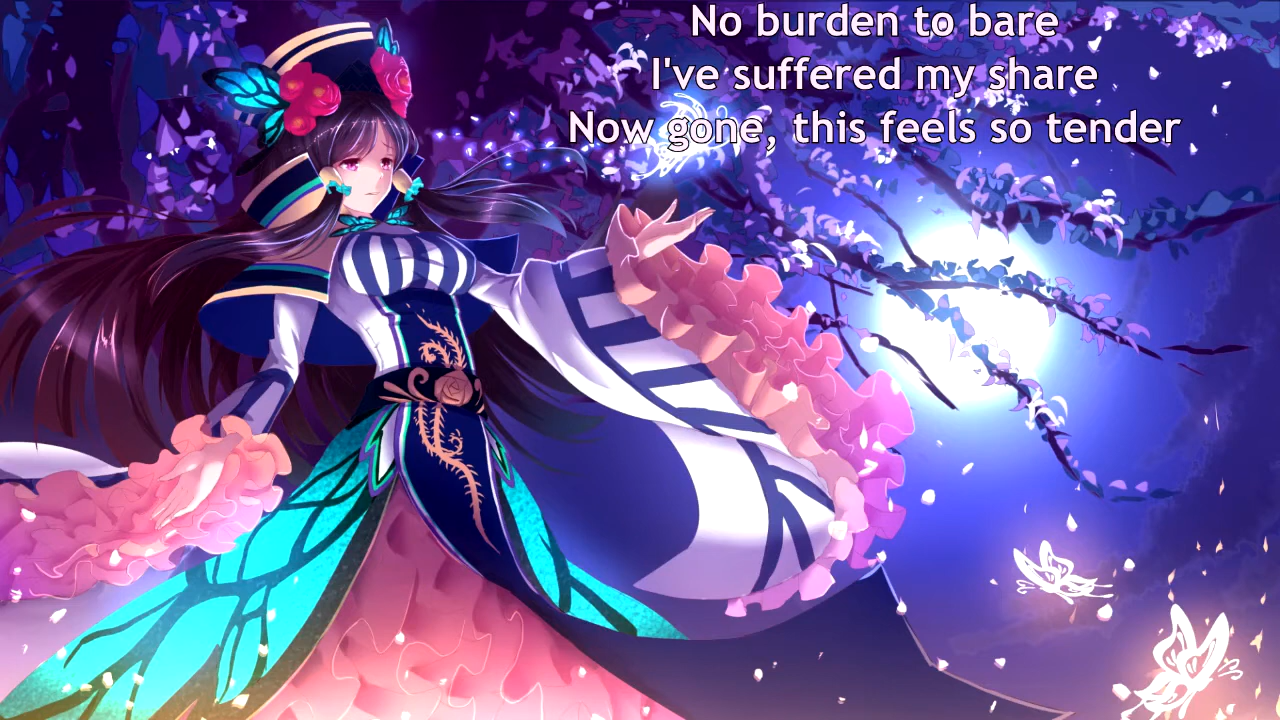 No burden to bare
I've suffered my share
Now gone, this feels so tender